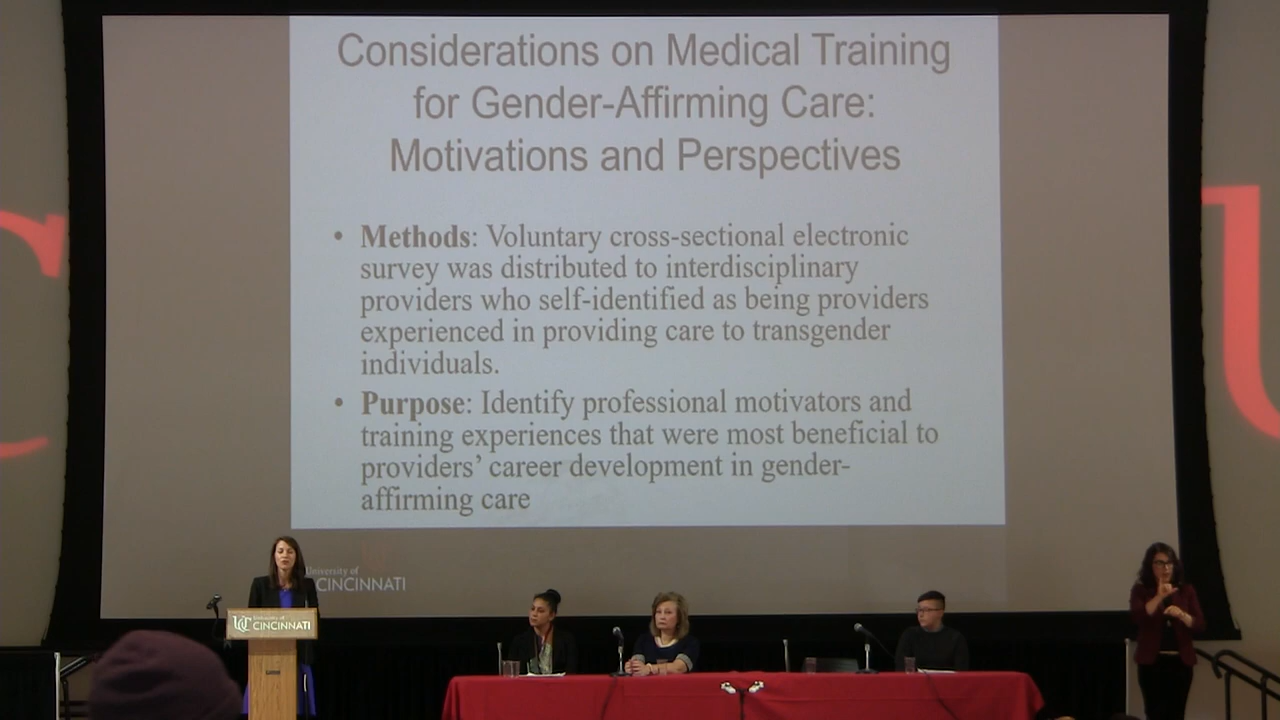 Considerations on Medical Training
for Gender-Affirming Care:
Motivations and Perspectives
• Methods: Voluntary cross-sectional electronic
survey was distributed to interdisciplinary
providers who self-identified as being providers
experienced in providing care to transgender
individuals.
• Purpose: Identify professional motivators and
training experiences that were most beneficial to
providers’ career development in gender-
affirming care
C
U
University of
CINCINNATI
UC University of
CINCINNATI